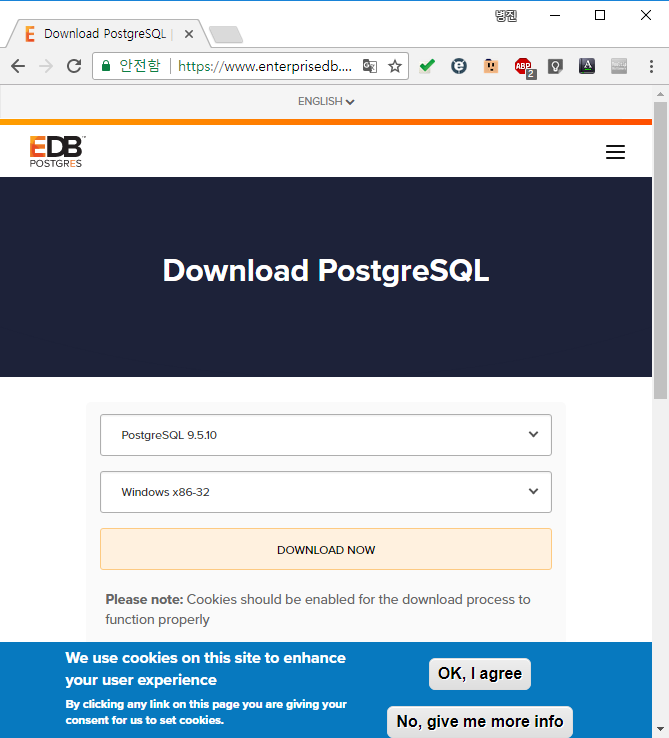 병진
Download PostgreSQL |
안전함 | https://www.enterprisedb....
ABP
2
A
ENGLISH
EDB™
POSTGRES
Download PostgreSQL
PostgreSQL 9.5.10
Windows x86-32
DOWNLOAD NOW
Please note: Cookies should be enabled for the download process to
function properly
We use cookies on this site to enhance
your user experience
By clicking any link on this page you are giving your
consent for us to set cookies.
OK, I agree
No, give me more info